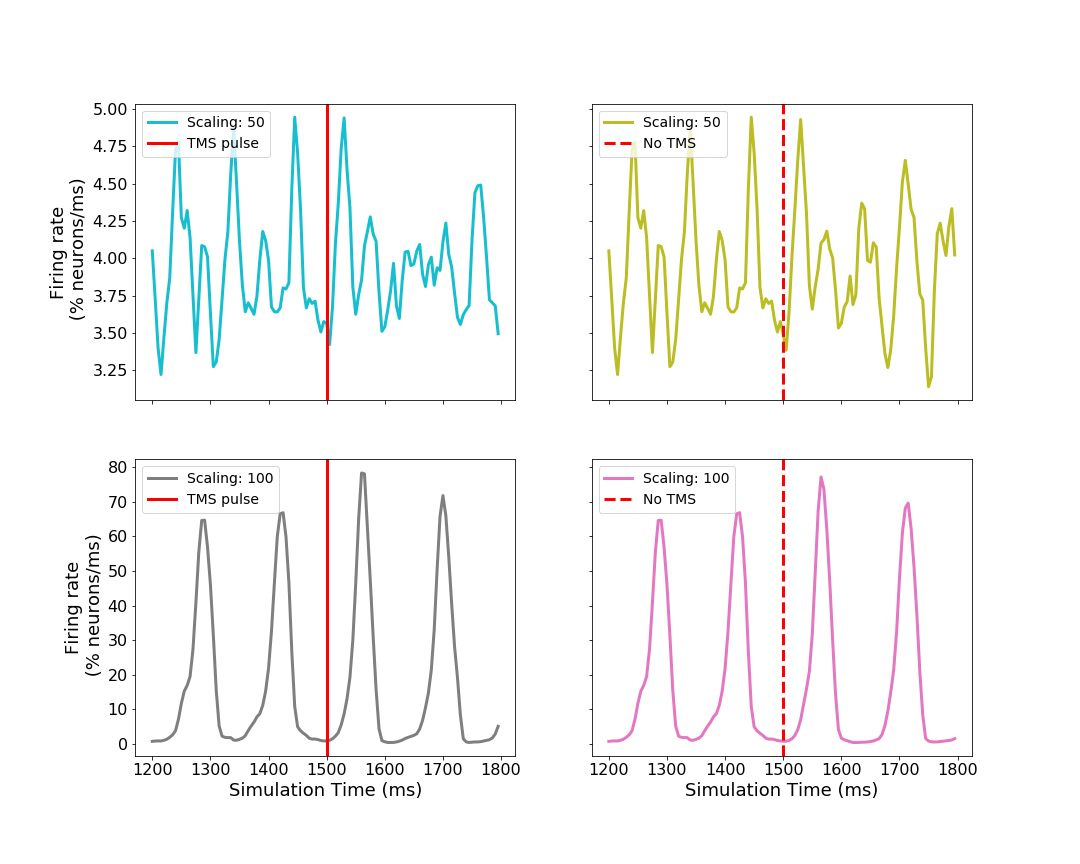 Scaling: 50
TMS pulse
5.00
4.75
4.50
4.25
4.00
3.75
3.50
3.25
Firing rate
(% neurons/ms)
Scaling: 50
No TMS
Scaling: 100
TMS pulse
80
70
60
50
40
30
20
10
0
Firing rate
(% neurons/ms)
1200 1300 1400 1500 1600 1700 1800
Simulation Time (ms)
Scaling: 100
No TMS
1200 1300 1400 1500 1600 1700 1800
Simulation Time (ms)